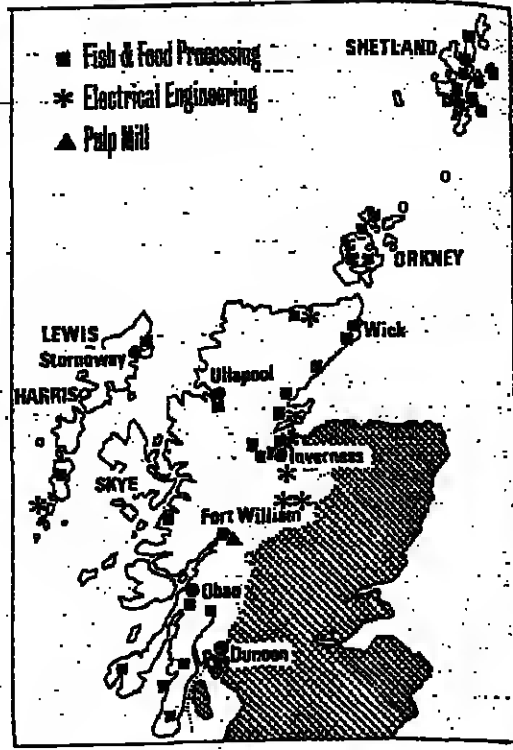 Fish & Food Processing
Electrical Engineering
Pulp Mill
SHETLAND
ORKNEY
Wick
LEWIS
Stornoway
Ullapool
HARRIS
Inverness
SKYE
Fort William
Oban
Dunoon